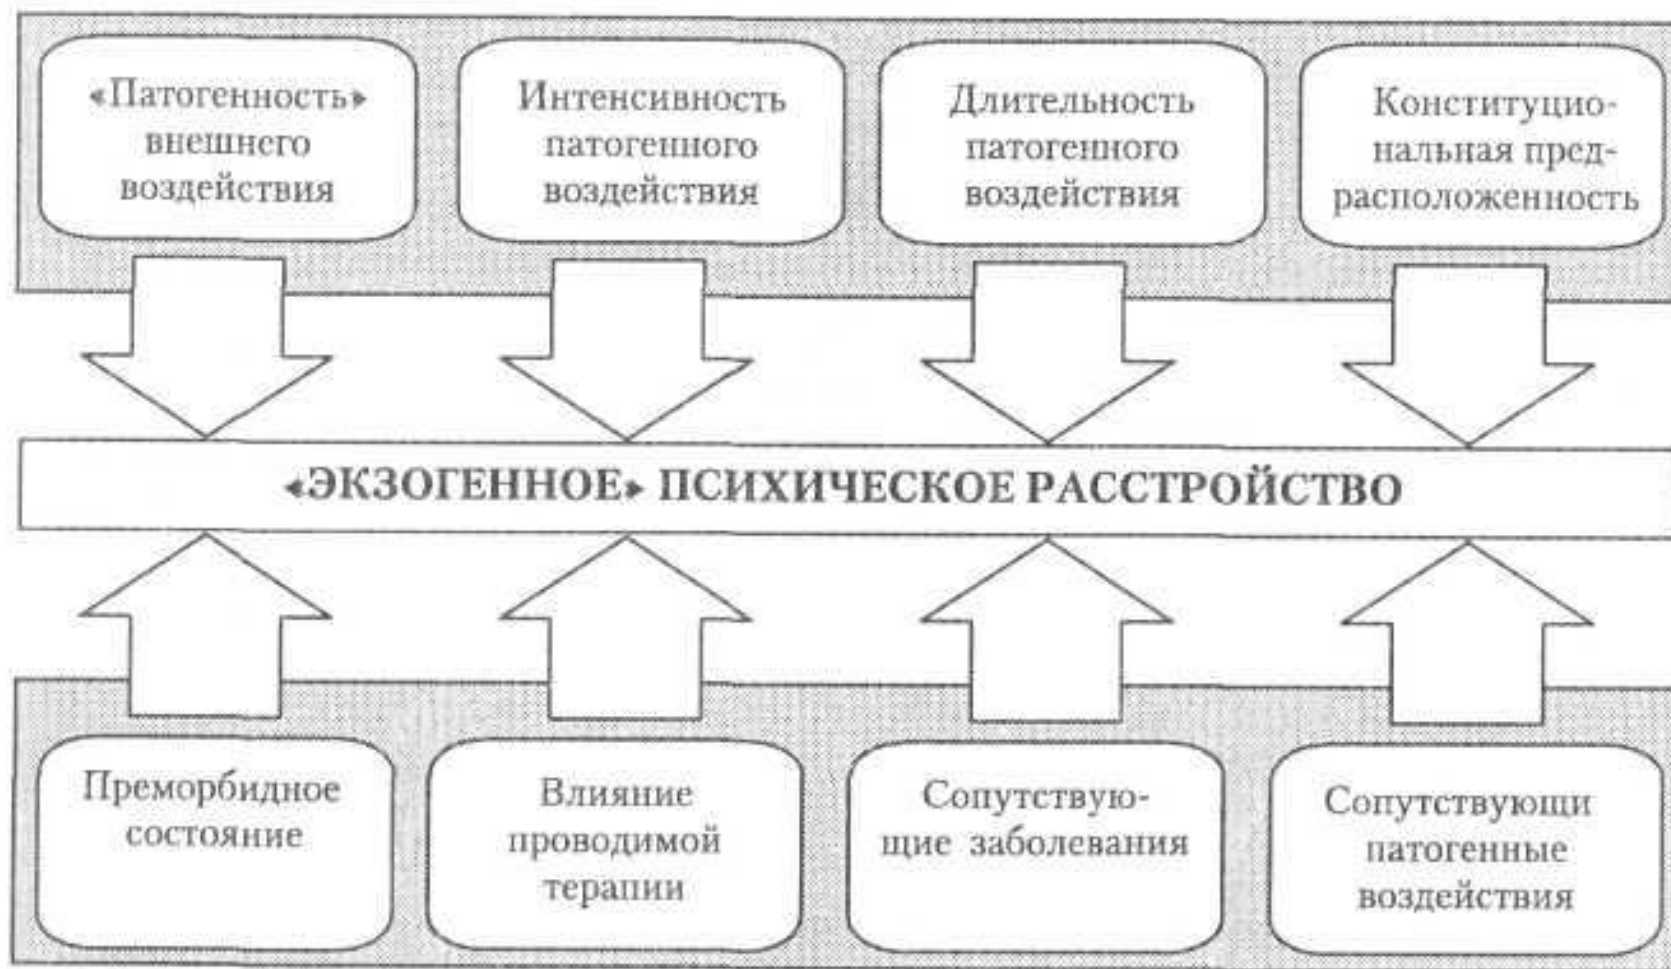 «Патогенность»
внешнего
воздействия
Интенсивность
патогенного
воздействия
Длительность
патогенного
воздействия
Конституцио-
нальная пред-
расположенность
«ЭКЗОГЕННОЕ» ПСИХИЧЕСКОЕ РАССТРОЙСТВО
Преморбидное
состояние
Влияние
проводимой
терапии
Сопутствую-
щие заболевания
Сопутствующи
патогенные
воздействия